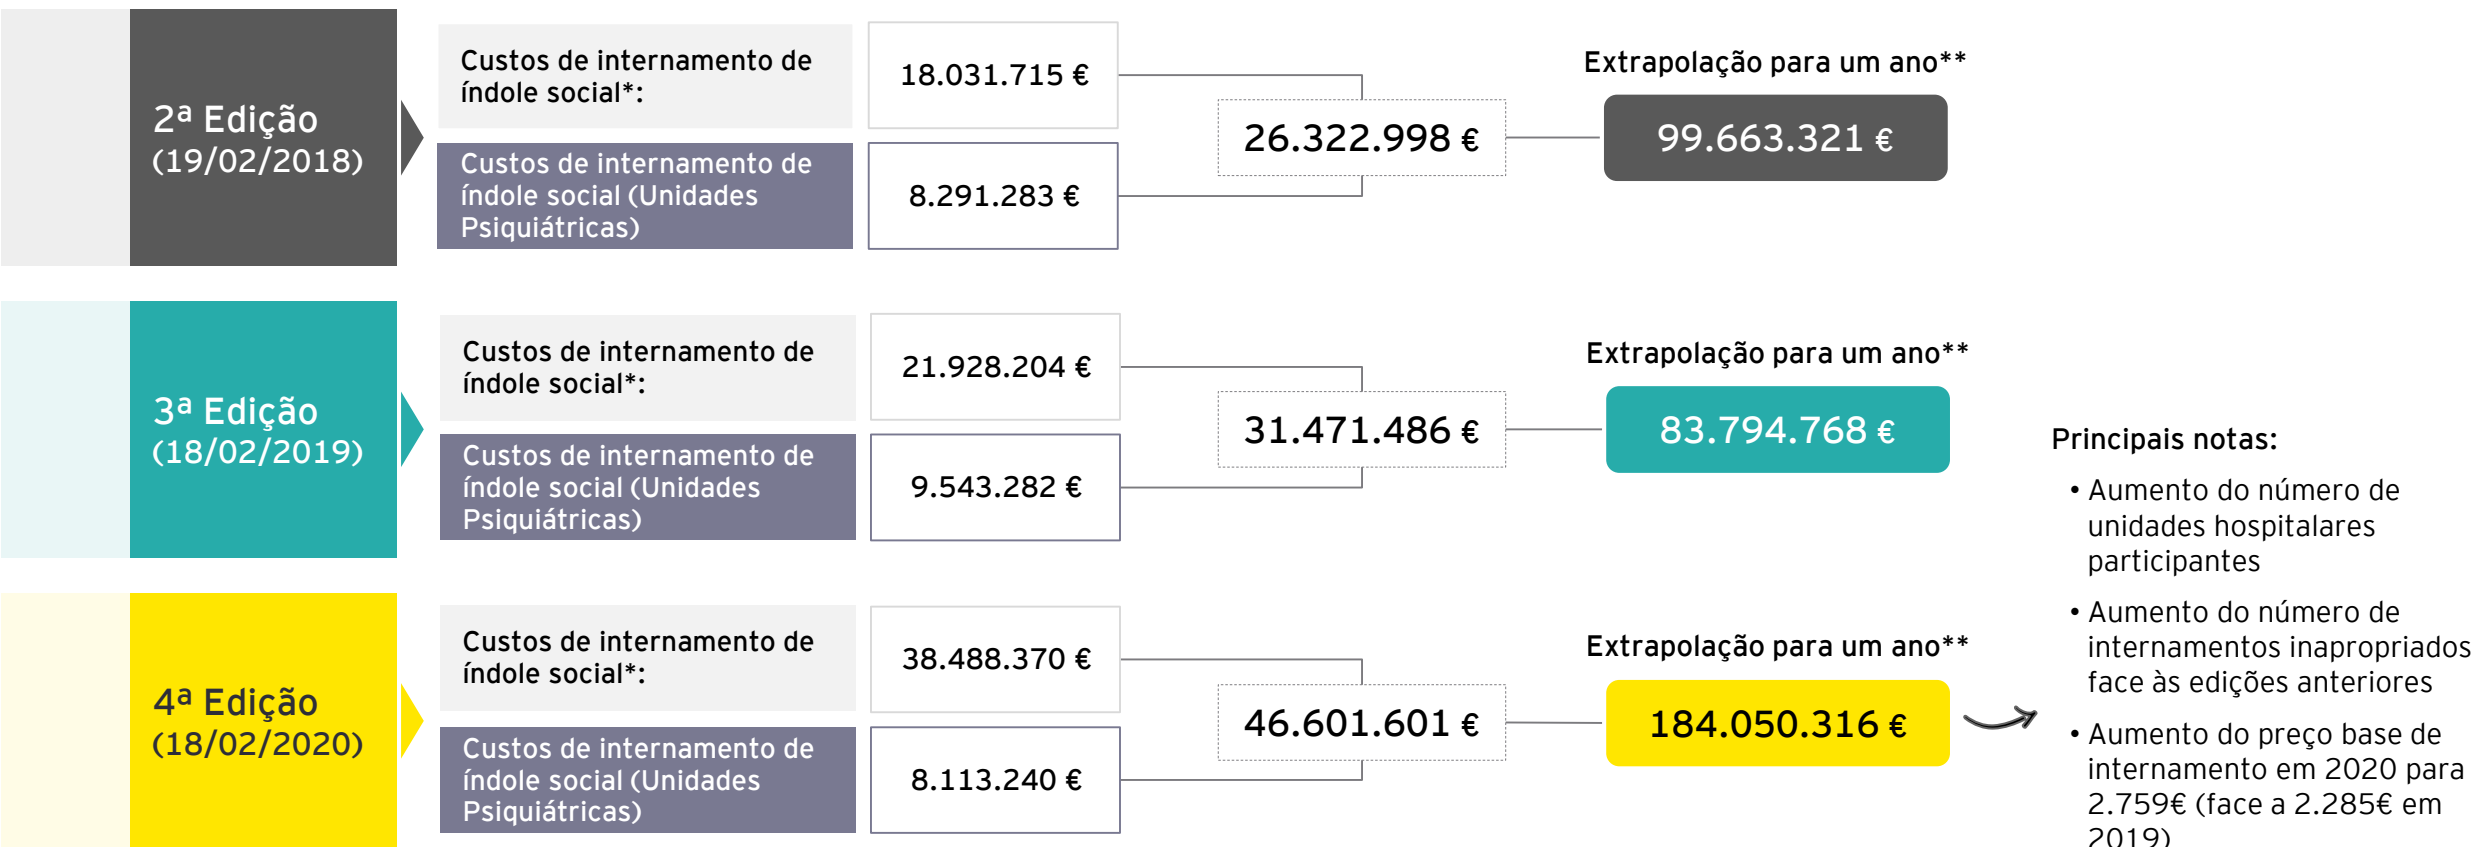 2ª Edição
(19/02/2018)
Custos de internamento de
índole social*:
18.031.715 €
Custos de internamento de
índole social (Unidades
Psiquiátricas)
8.291.283 €
26.322.998 €
Extrapolação para um ano**
99.663.321 €
3ª Edição
(18/02/2019)
Custos de internamento de
índole social*:
21.928.204 €
Custos de internamento de
índole social (Unidades
Psiquiátricas)
9.543.282 €
31.471.486 €
Extrapolação para um ano**
83.794.768 €
4ª Edição
(18/02/2020)
Custos de internamento de
índole social*:
38.488.370 €
Custos de internamento de
índole social (Unidades
Psiquiátricas)
8.113.240 €
46.601.601 €
Extrapolação para um ano**
184.050.316 €
Principais notas:
• Aumento do número de
unidades hospitalares
participantes
• Aumento do número de
internamentos inapropriados
face às edições anteriores
• Aumento do preço base de
internamento em 2020 para
2.759€ (face a 2.285€ em
2019)